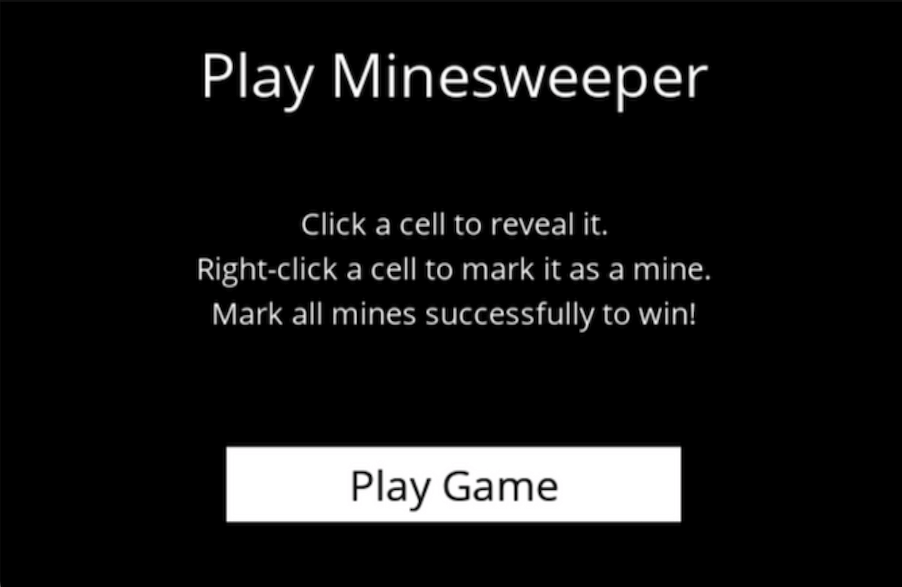 Play Minesweeper
Click a cell to reveal it.
Right-click a cell to mark it as a mine.
Mark all mines successfully to win!
Play Game